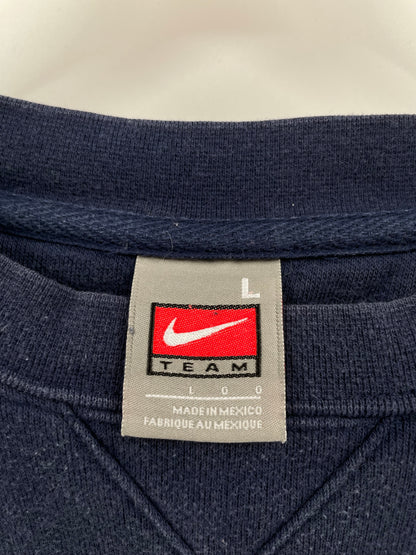 L
TEAM
L G G
MADE IN MEXICO
FABRIQUE AU MEXIQUE